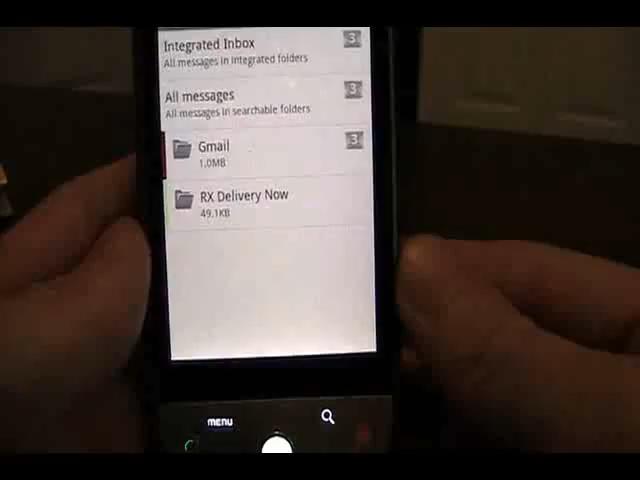 Integrated Inbox
3
All messages in integrated folders
All messages
3
All messages in searchable folders
Gmail
3
1.0MB
RX Delivery Now
49.1KB
MENU